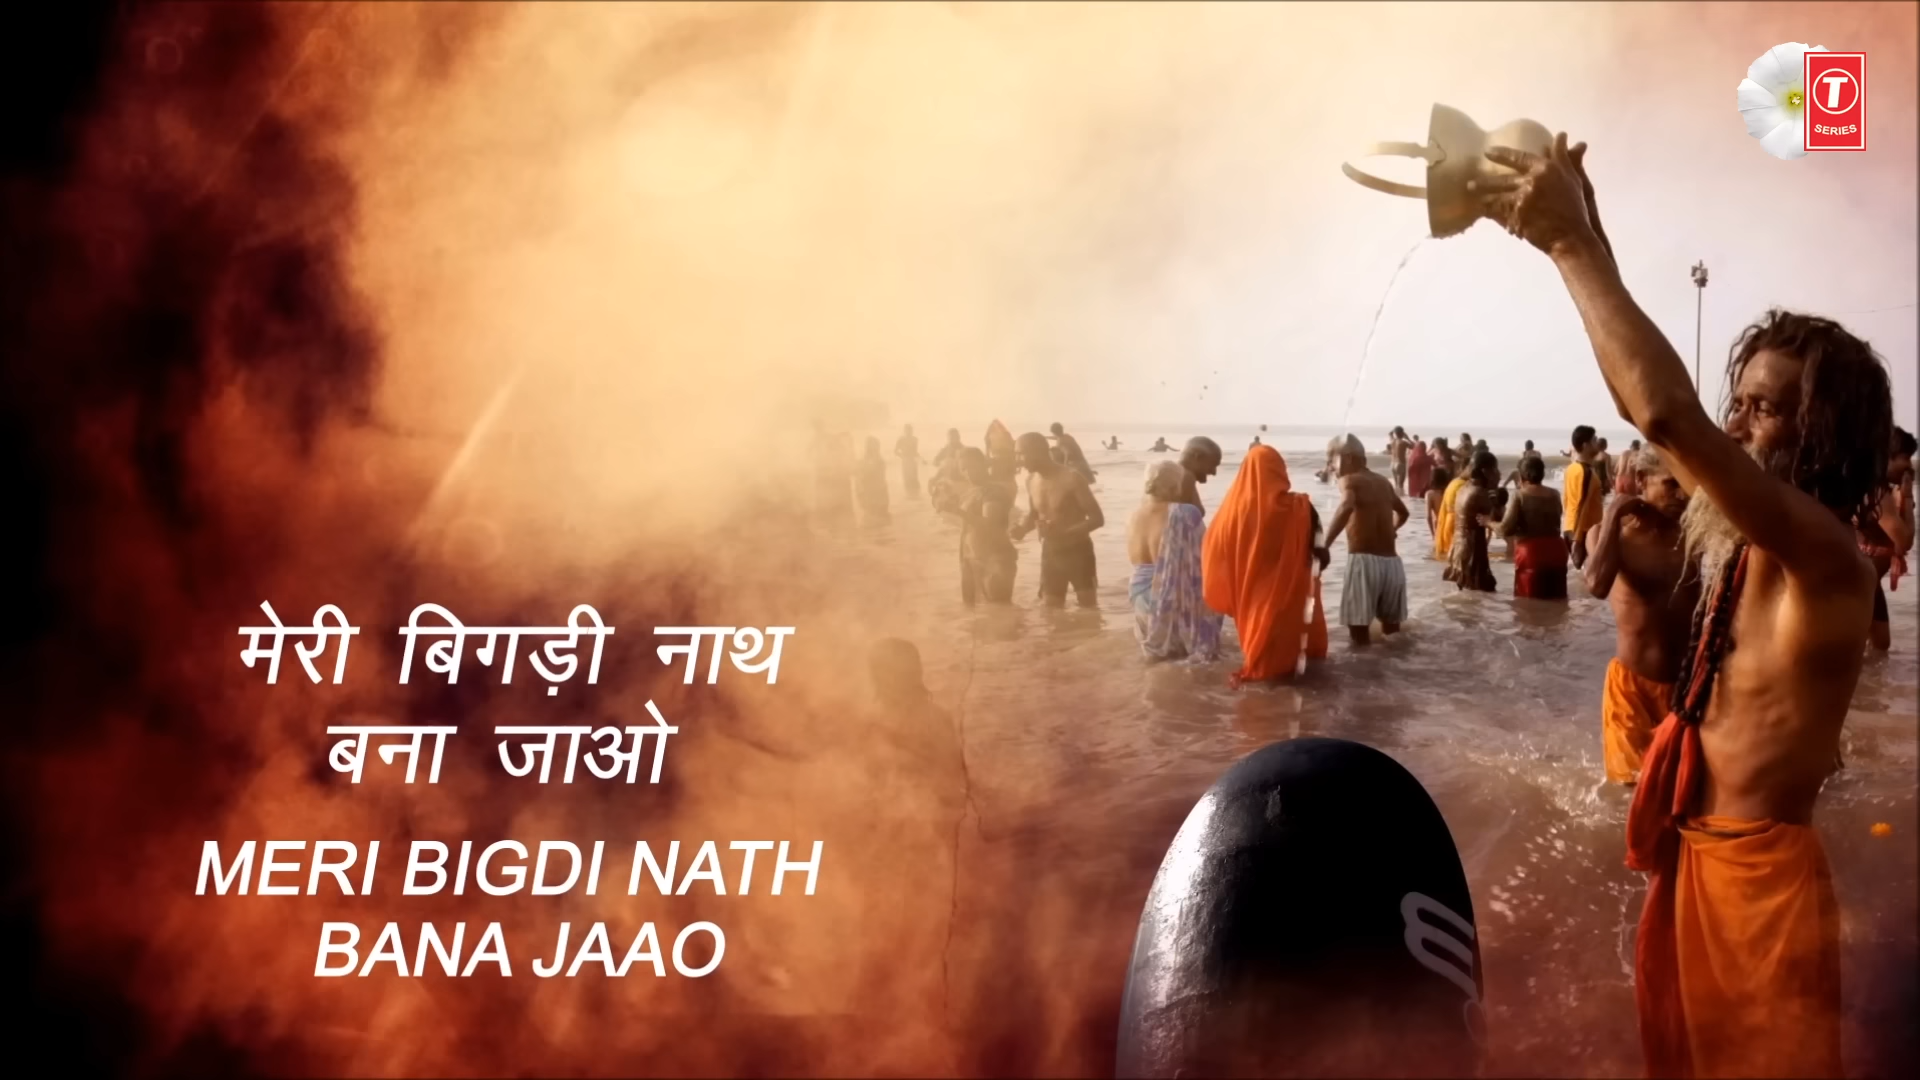 मेरी बिगड़ी नाथ
बना जाओ
MERI BIGDI NATH
BANA JAAO
T
SERIES